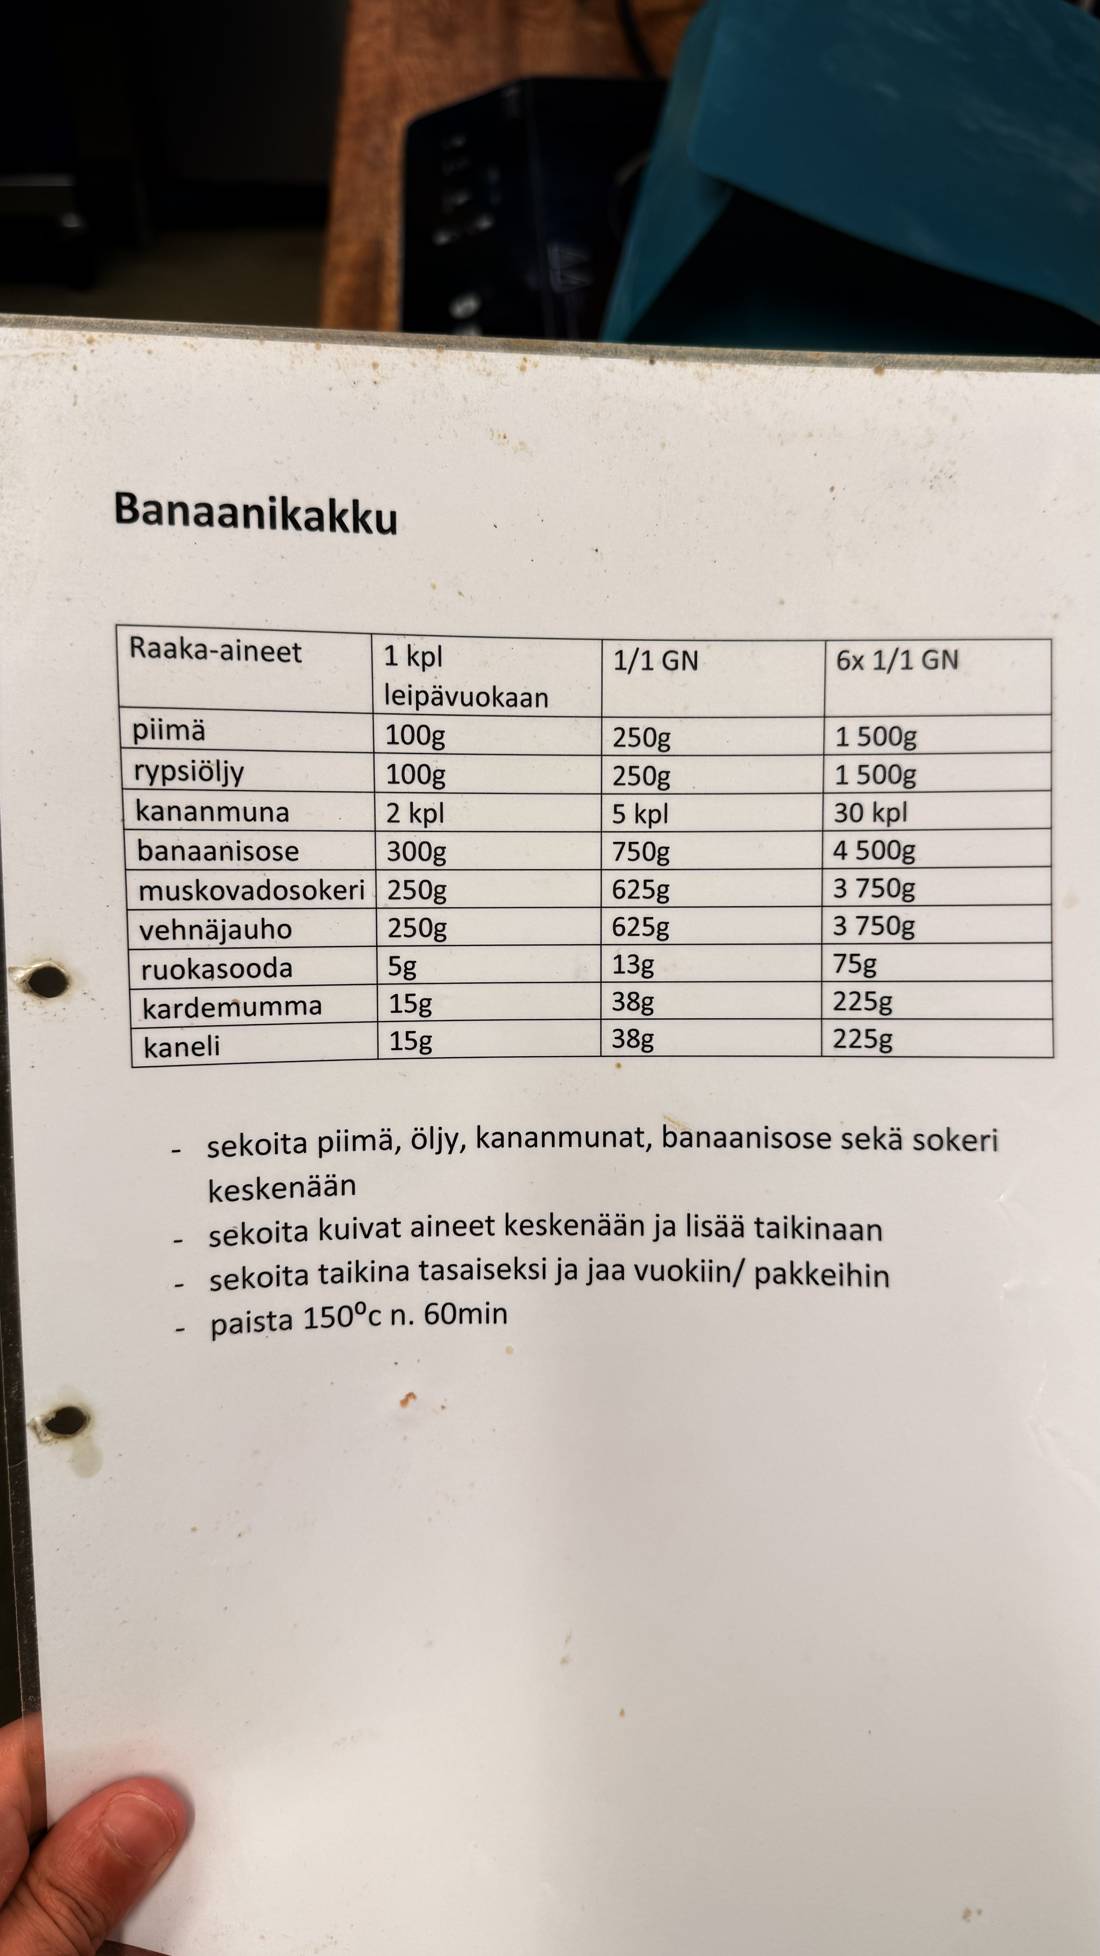 Banaanikakku
Raaka-aineet 1 kpl leipävuokaan 1/1 GN 6x 1/1 GN
piimä 100g 250g 1 500g
rypsiöljy 100g 250g 1 500g
kananmuna 2 kpl 5 kpl 30 kpl
banaanisose 300g 750g 4 500g
muskovadosokeri 250g 625g 3 750g
vehnäjauho 250g 625g 3 750g
ruokasooda 5g 13g 75g
kardemumma 15g 38g 225g
kaneli 15g 38g 225g
- sekoita piimä, öljy, kananmunat, banaanisose sekä sokeri
keskenään
- sekoita kuivat aineet keskenään ja lisää taikinaan
- sekoita taikina tasaiseksi ja jaa vuokiin/ pakkeihin
- paista 150⁰c n. 60min